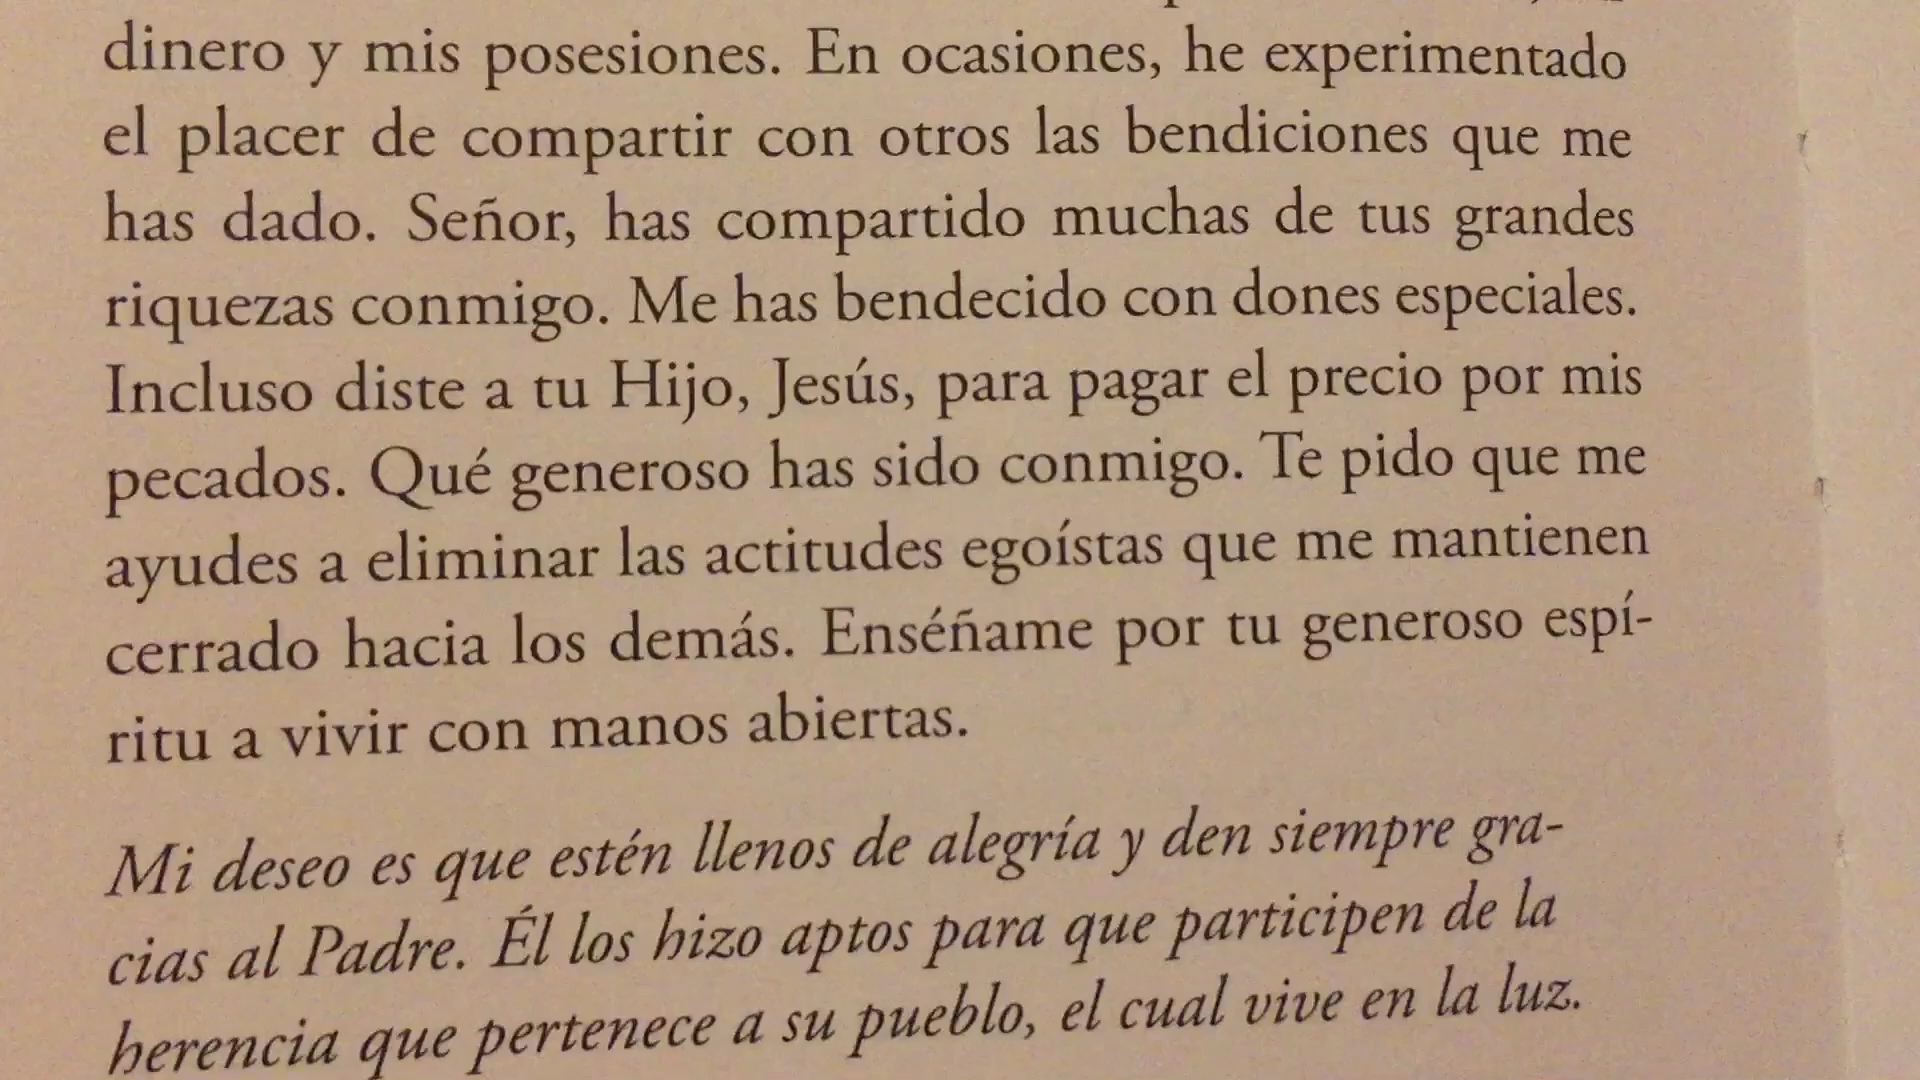 dinero y mis posesiones. En ocasiones, he experimentado
el placer de compartir con otros las bendiciones que me
has dado. Señor, has compartido muchas de tus grandes
riquezas conmigo. Me has bendecido con dones especiales.
Incluso diste a tu Hijo, Jesús, para pagar el precio por mis
pecados. Qué generoso has sido conmigo. Te pido que me
ayudes a eliminar las actitudes egoístas que me mantienen
cerrado hacia los demás. Enséñame por tu generoso espí-
ritu a vivir con manos abiertas.
Mi deseo es que estén llenos de alegría y den siempre gra-
cias al Padre. Él los hizo aptos para que participen de la
herencia que pertenece a su pueblo, el cual vive en la luz.